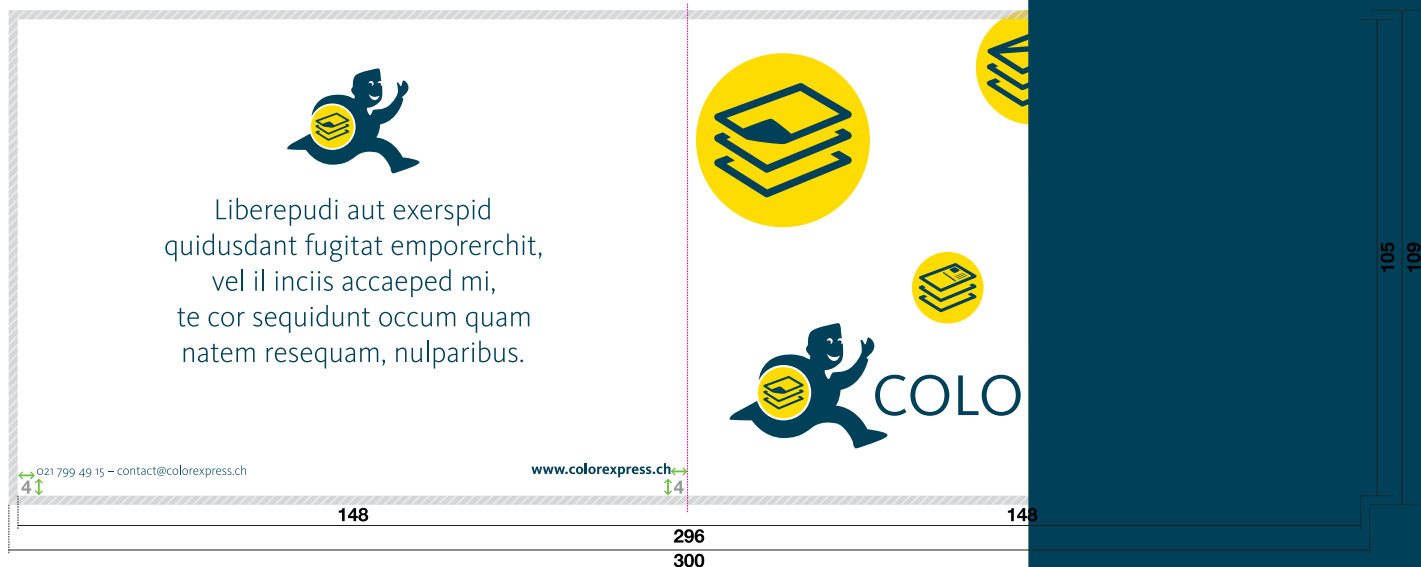 Liberepudi aut exerspid
quidusdant fugitat emporerchit,
vel il inciis accaeped mi,
te cor sequidunt occum quam
natem resequam, nulparibus.
COLO
021 799 49 15 – contact@colorexpress.ch
www.colorexpress.ch
4
4
148
148
296
300
105
109